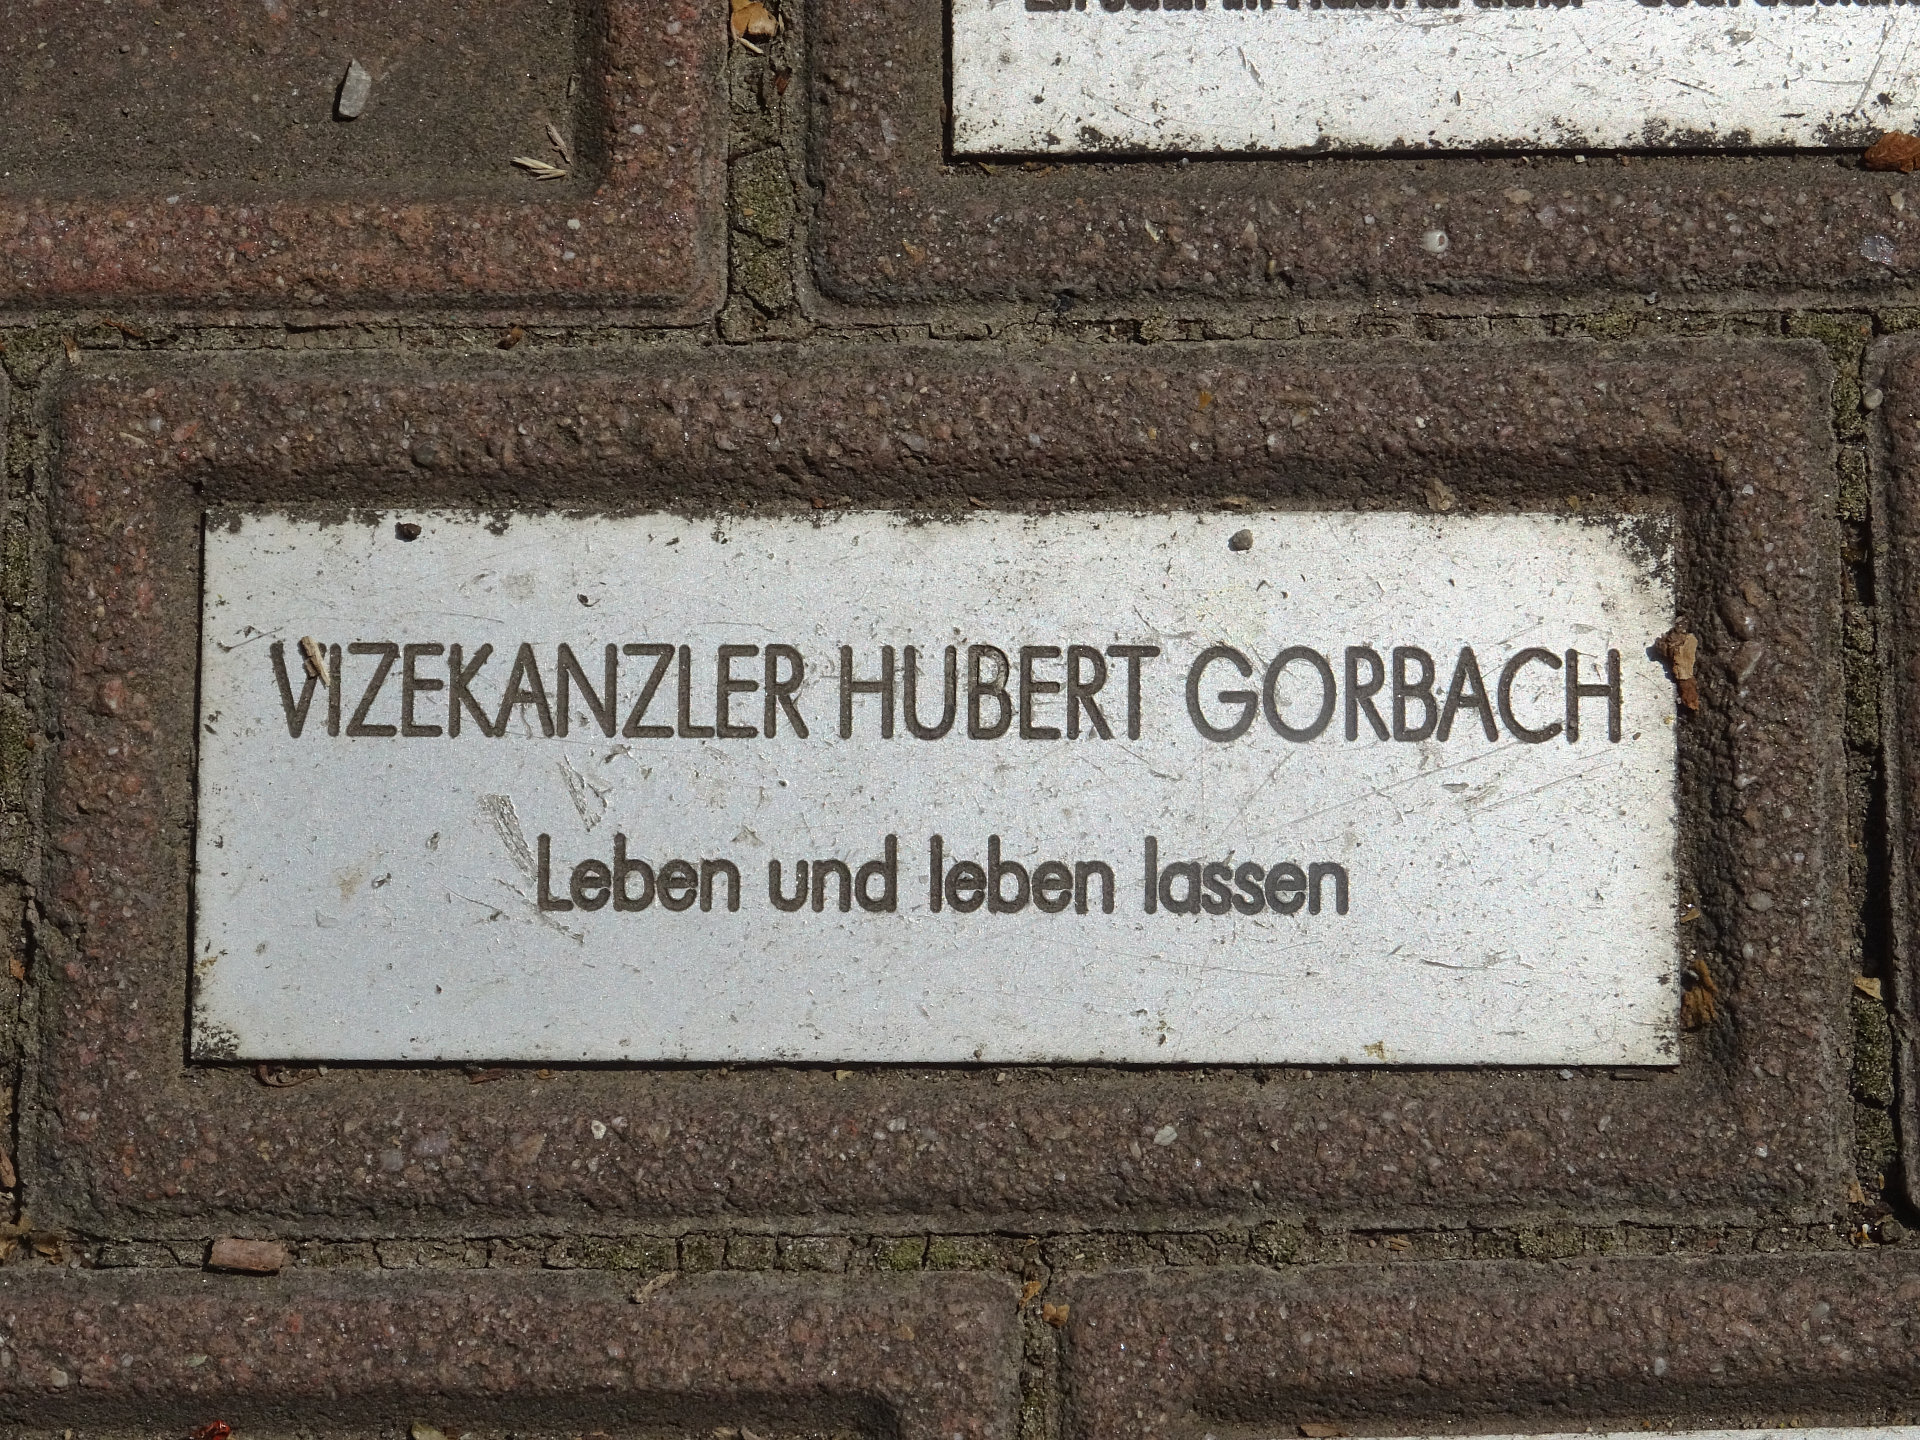 VIZEKANZLER HUBERT GORBACH
Leben und leben lassen